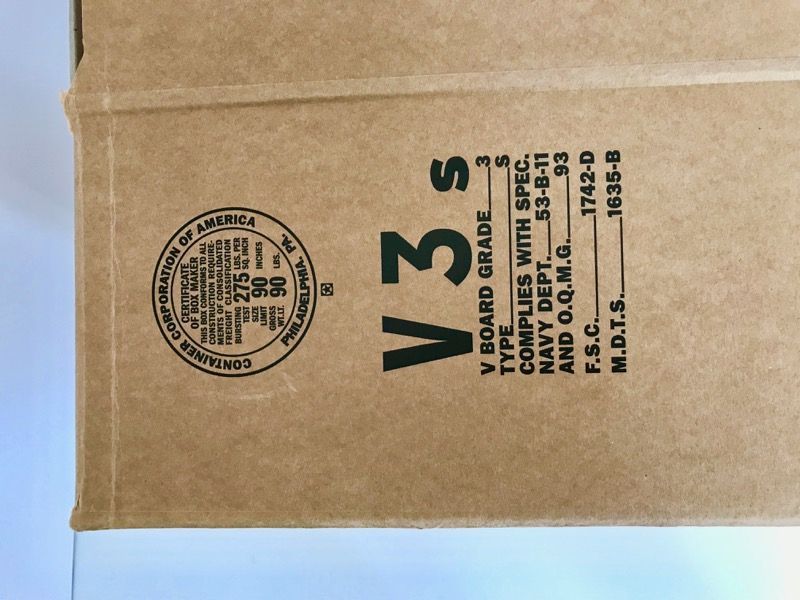 CONTAINER CORPORATION OF AMERICA
CERTIFICATE
OF BOX MAKER
THIS BOX CONFORMS TO ALL
CONSTRUCTION REQUIRE-
MENTS OF CONSOLIDATED
FREIGHT CLASSIFICATION
BURSTING TEST 275 LBS. PER SQ. INCH
SIZE LIMIT 90 INCHES
GROSS WT.LT. 90 LBS.
PHILADELPHIA. PA.
V 3 s
V BOARD GRADE 3
TYPE S
COMPLIES WITH SPEC.
NAVY DEPT. 53-B-11
AND O.Q.M.G. 93
F.S.C. 1742-D
M.D.T.S. 1635-B